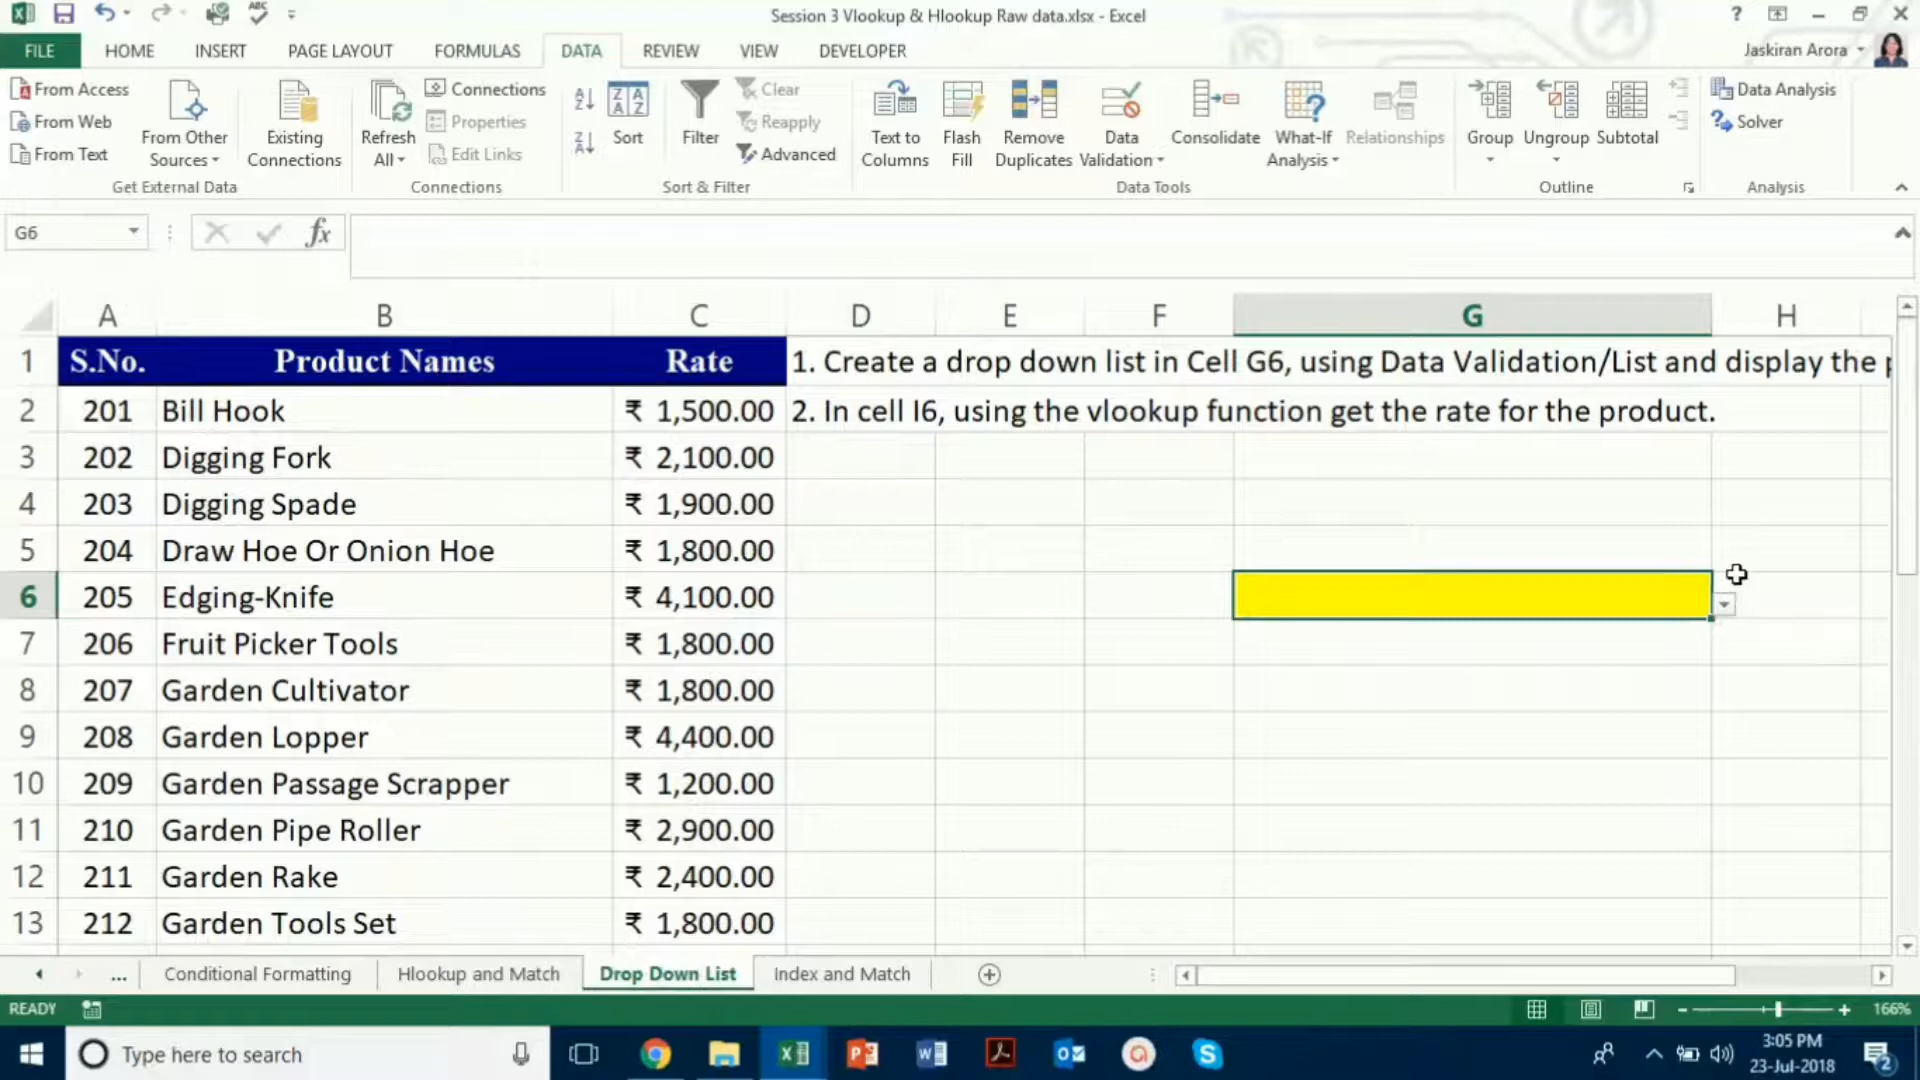 Session 3 Vlookup & Hlookup Raw data.xlsx - Excel
FILE HOME INSERT PAGE LAYOUT FORMULAS DATA REVIEW VIEW DEVELOPER Jaskiran Arora
From Access
From Web
From Text
From Other Sources
Existing Connections
Get External Data
Refresh All
Connections
Properties
Edit Links
Connections
Sort
Filter
Clear
Reapply
Advanced
Sort & Filter
Text to Columns
Flash Fill
Remove Duplicates
Data Validation
Consolidate
What-If Analysis
Relationships
Data Tools
Group
Ungroup
Subtotal
Outline
Data Analysis
Solver
Analysis
G6 fx
A B C D E F G H
1 S.No. Product Names Rate 1. Create a drop down list in Cell G6, using Data Validation/List and display the
2 201 Bill Hook ₹ 1,500.00 2. In cell I6, using the vlookup function get the rate for the product.
3 202 Digging Fork ₹ 2,100.00
4 203 Digging Spade ₹ 1,900.00
5 204 Draw Hoe Or Onion Hoe ₹ 1,800.00
6 205 Edging-Knife ₹ 4,100.00
7 206 Fruit Picker Tools ₹ 1,800.00
8 207 Garden Cultivator ₹ 1,800.00
9 208 Garden Lopper ₹ 4,400.00
10 209 Garden Passage Scrapper ₹ 1,200.00
11 210 Garden Pipe Roller ₹ 2,900.00
12 211 Garden Rake ₹ 2,400.00
13 212 Garden Tools Set ₹ 1,800.00
... Conditional Formatting Hlookup and Match Drop Down List Index and Match
READY 166%
Type here to search
3:05 PM
23-Jul-2018
2